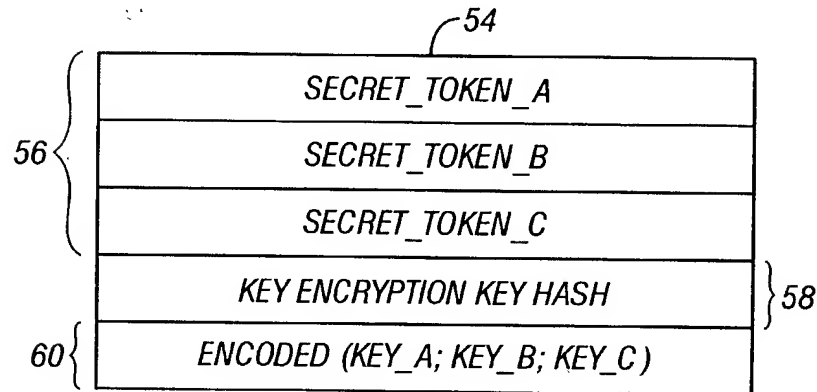 54
SECRET_TOKEN_A
56
SECRET_TOKEN_B
SECRET_TOKEN_C
KEY ENCRYPTION KEY HASH
58
60
ENCODED (KEY_A; KEY_B; KEY_C)